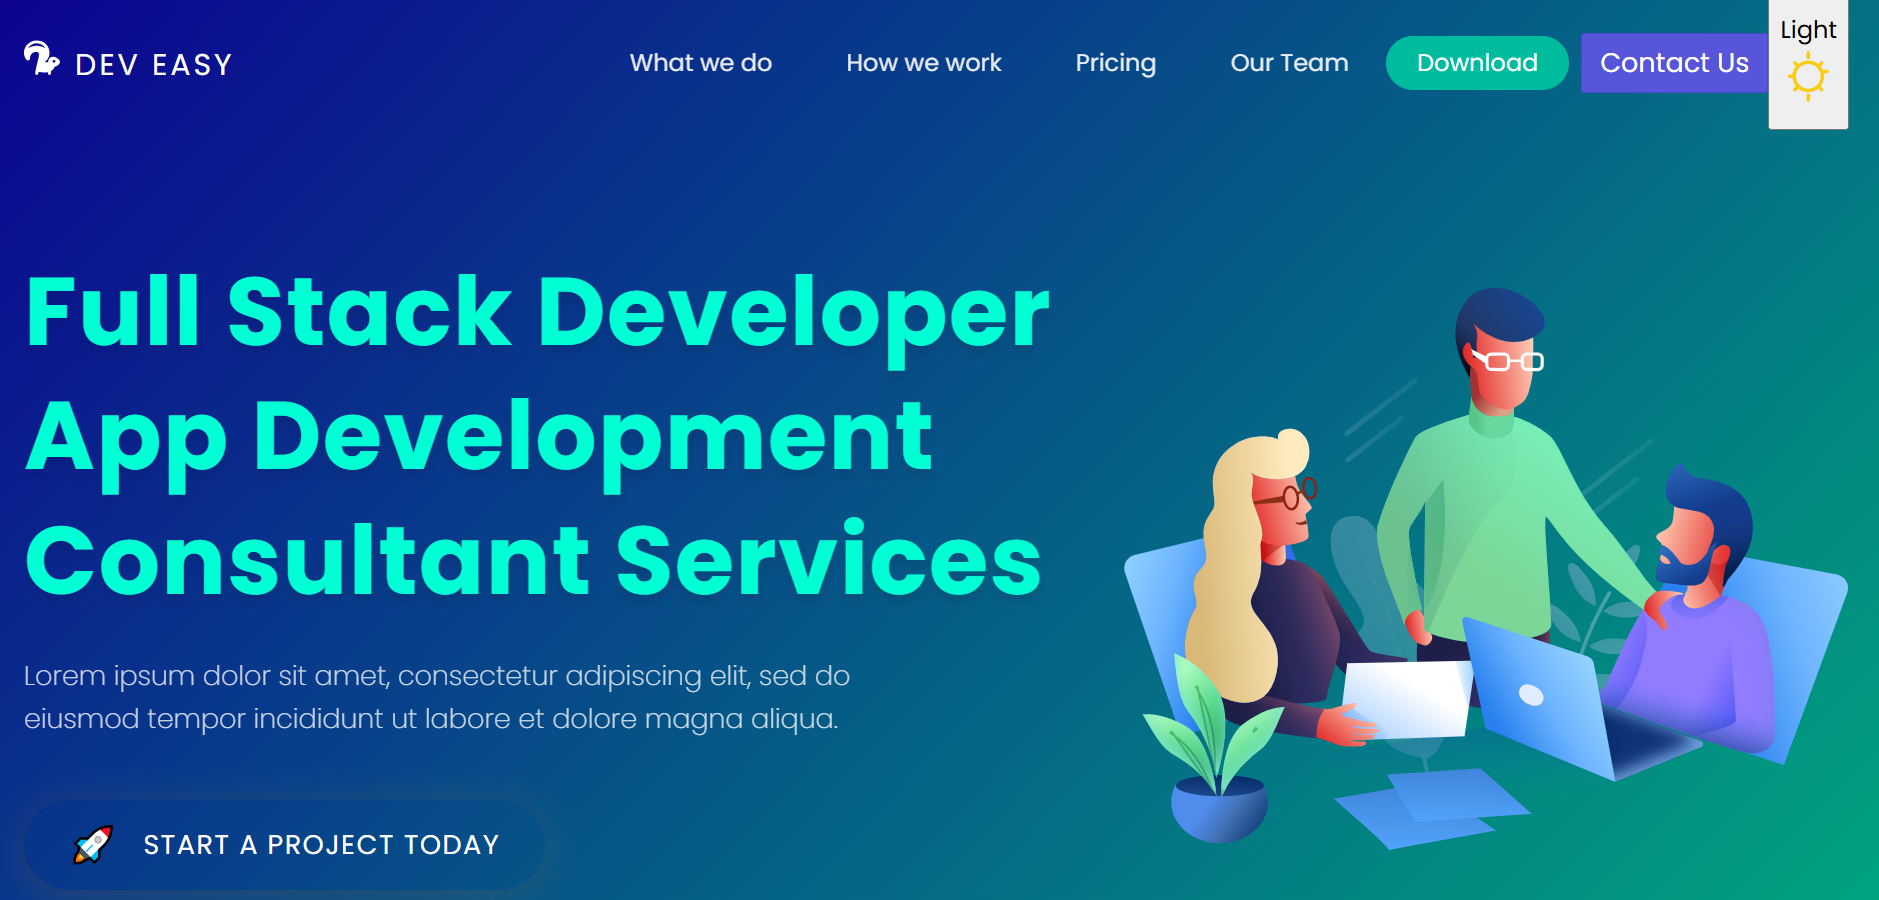 DEV EASY
What we do
How we work
Pricing
Our Team
Download
Contact Us
Light
Full Stack Developer
App Development
Consultant Services
Lorem ipsum dolor sit amet, consectetur adipiscing elit, sed do
eiusmod tempor incididunt ut labore et dolore magna aliqua.
START A PROJECT TODAY